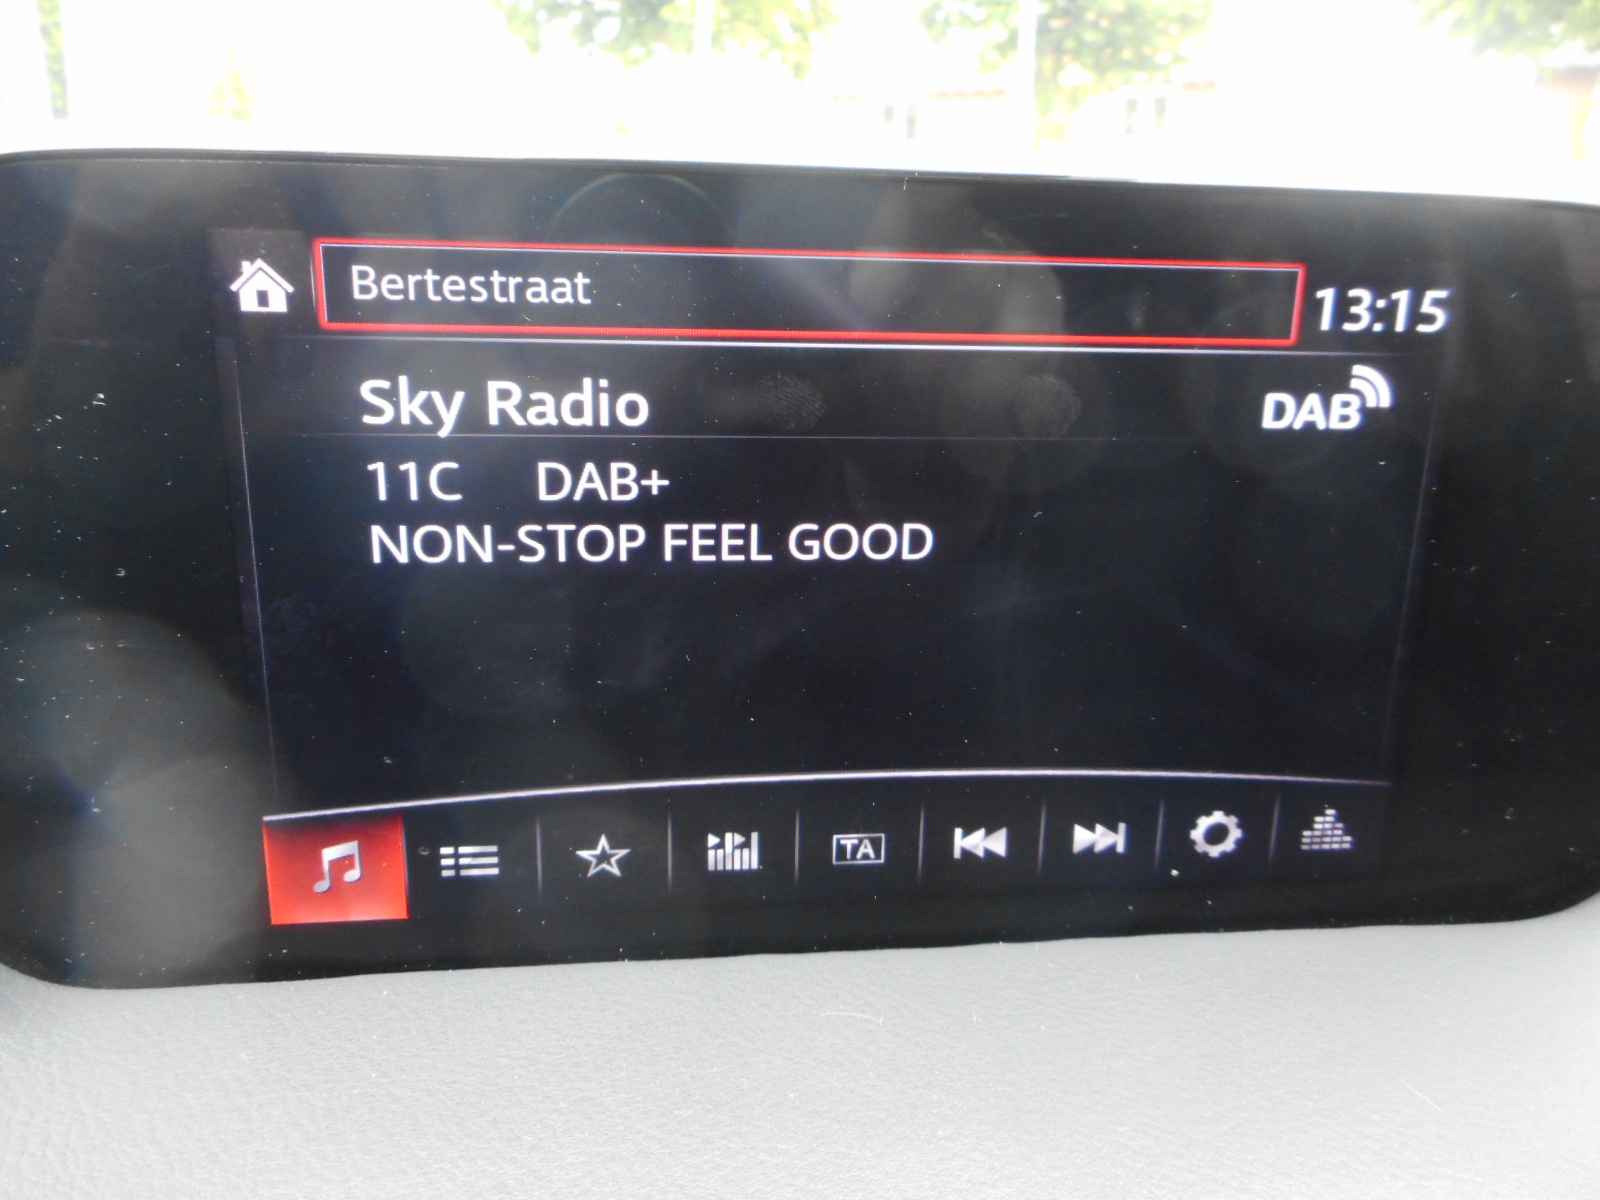 Bertestraat
13:15
Sky Radio
DAB
11C DAB+
NON-STOP FEEL GOOD
TA